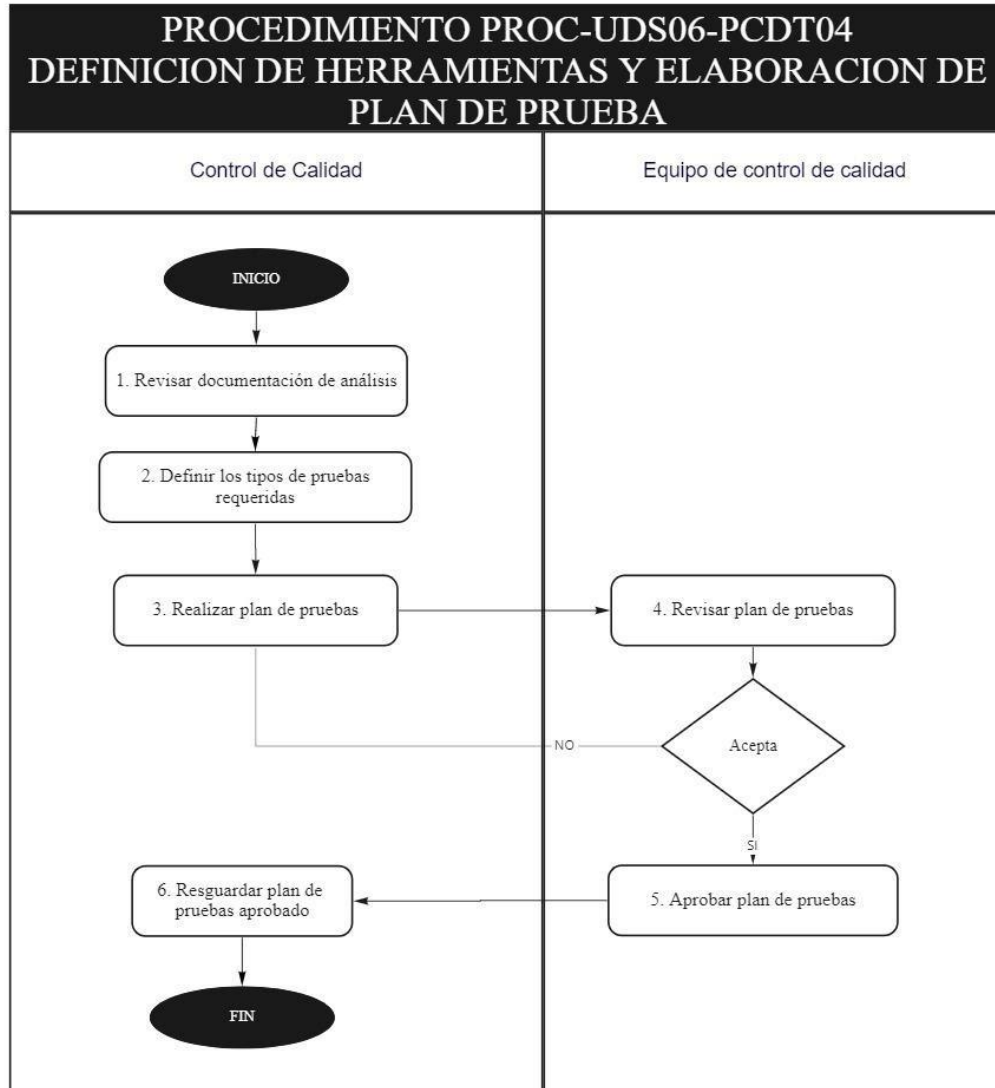 PROCEDIMIENTO PROC-UDS06-PCDT04
DEFINICION DE HERRAMIENTAS Y ELABORACION DE
PLAN DE PRUEBA
Control de Calidad
Equipo de control de calidad
INICIO
1. Revisar documentación de análisis
2. Definir los tipos de pruebas
requeridas
3. Realizar plan de pruebas
4. Revisar plan de pruebas
Acepta
NO
SI
5. Aprobar plan de pruebas
6. Resguardar plan de
pruebas aprobado
FIN